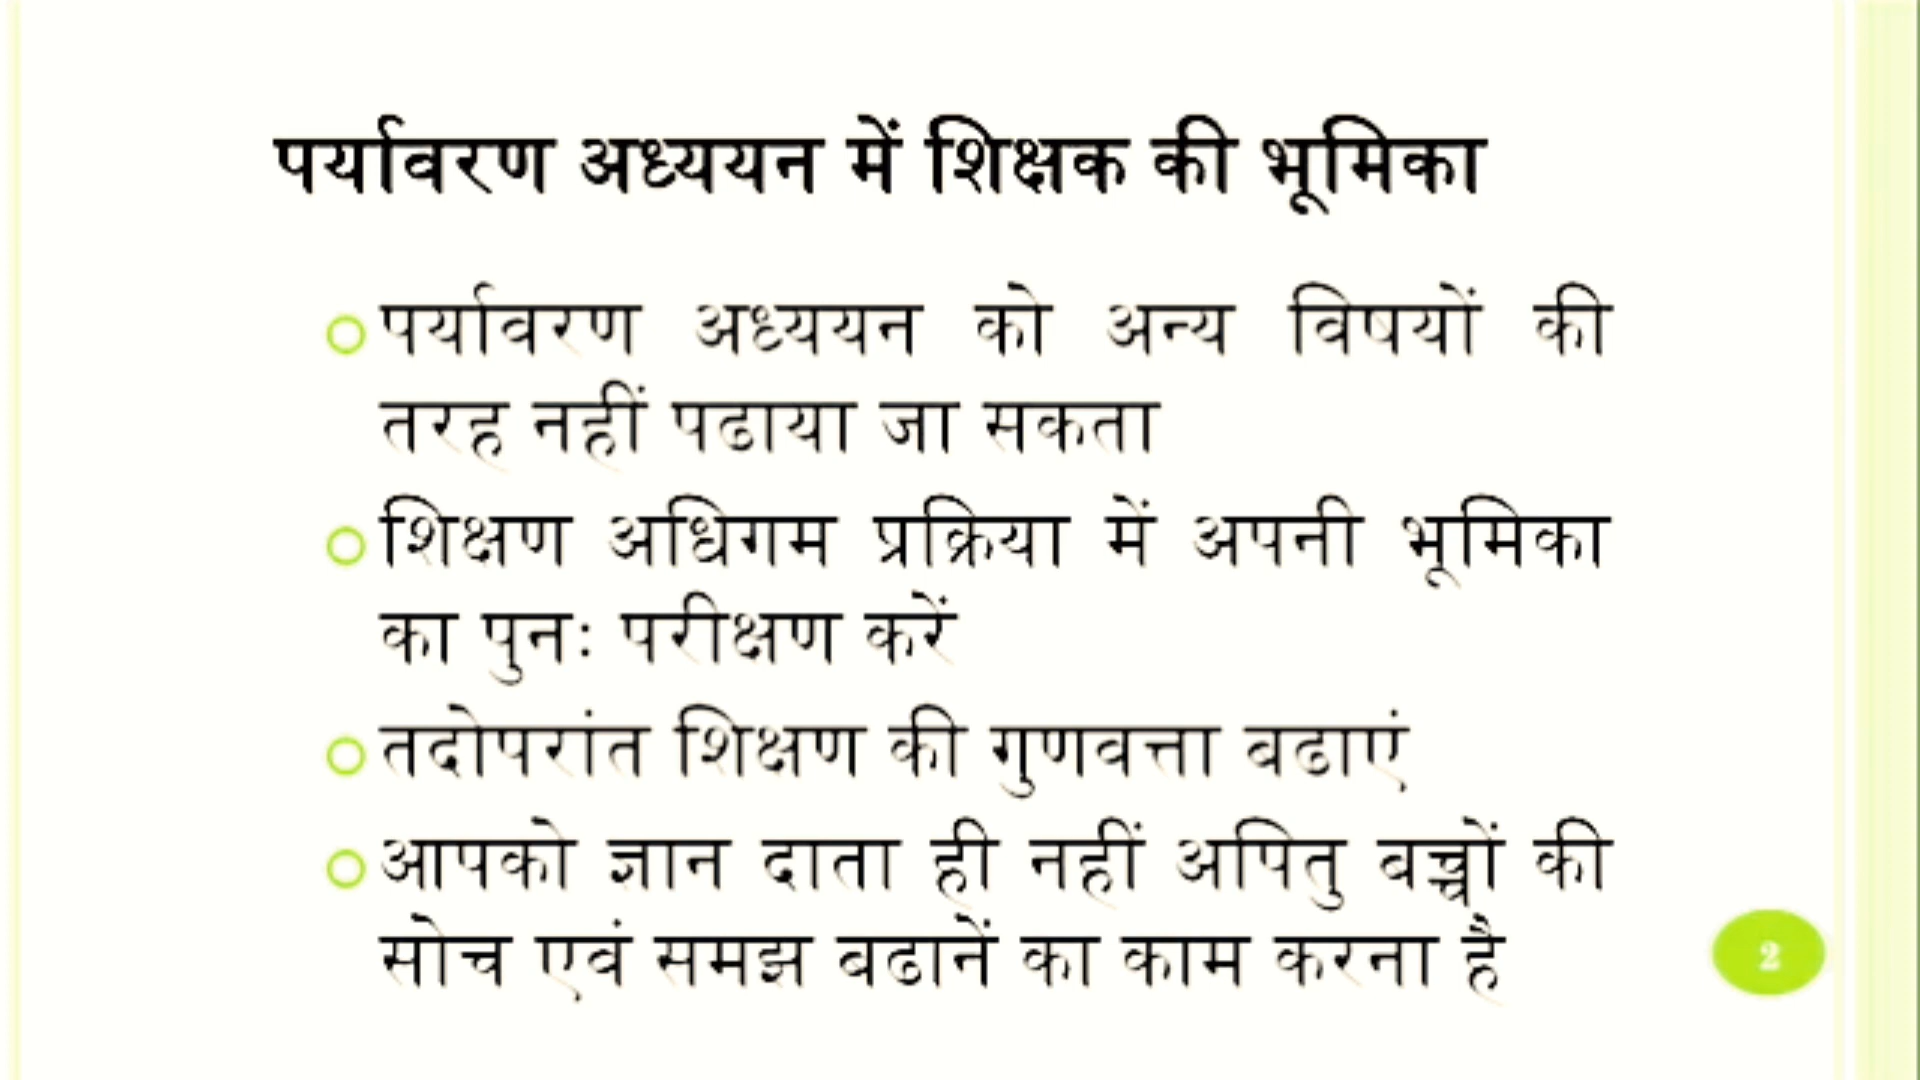 पर्यावरण अध्ययन में शिक्षक की भूमिका
पर्यावरण अध्ययन को अन्य विषयों की
तरह नहीं पढाया जा सकता
शिक्षण अधिगम प्रक्रिया में अपनी भूमिका
का पुनः परीक्षण करें
तदोपरांत शिक्षण की गुणवत्ता बढाएं
आपको ज्ञान दाता ही नहीं अपितु बच्चों की
सोच एवं समझ बढानें का काम करना है
2